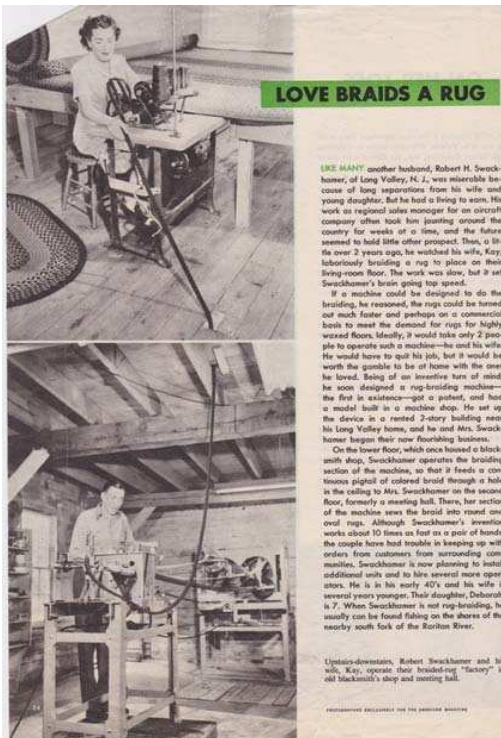 LOVE BRAIDS A RUG
LIKE MANY another husband, Robert H. Swack-
hamer, of Long Valley, N. J., was miserable be-
cause of long separations from his wife and
young daughter. But he had a living to earn. His
work as regional sales manager for an aircraft
company often took him jaunting around the
country for weeks at a time, and the future
seemed to hold little other prospect. Then, a lit-
tle over 2 years ago, he watched his wife, Kay,
laboriously braiding a rug to place on their
living-room floor. The work was slow, but it set
Swackhamer's brain going top speed.
If a machine could be designed to do the
braiding, he reasoned, the rugs could be turned
out much faster and perhaps on a commercial
basis to meet the demand for rugs for highly
waxed floors. Ideally, it would take only 2 peo-
ple to operate such a machine—he and his wife.
He would have to quit his job, but it would be
worth the gamble to be at home with the ones
he loved. Being of an inventive turn of mind,
he soon designed a rug-braiding machine—
the first in existence—got a patent, and had
a model built in a machine shop. He set up
the device in a rented 2-story building near
his Long Valley home, and he and Mrs. Swack-
hamer began their now flourishing business.
On the lower floor, which once housed a black-
smith shop, Swackhamer operates the braiding
section of the machine, so that it feeds a con-
tinuous pigtail of colored braid through a hole
in the ceiling to Mrs. Swackhamer on the second
floor, formerly a meeting hall. There, her section
of the machine sews the braid into round and
oval rugs. Although Swackhamer's invention
works about 10 times as fast as a pair of hands,
the couple have had trouble in keeping up with
orders from customers from surrounding com-
munities. Swackhamer is now planning to install
additional units and to hire several more oper-
ators. He is in his early 40's and his wife is
several years younger. Their daughter, Deborah,
is 7. When Swackhamer is not rug-braiding, he
usually can be found fishing on the shores of the
nearby south fork of the Raritan River.
Upstairs-downstairs, Robert Swackhamer and his
wife, Kay, operate their braided-rug "factory" in
old blacksmith's shop and meeting hall.
PHOTOGRAPHS EXCLUSIVELY FOR THE AMERICAN MAGAZINE